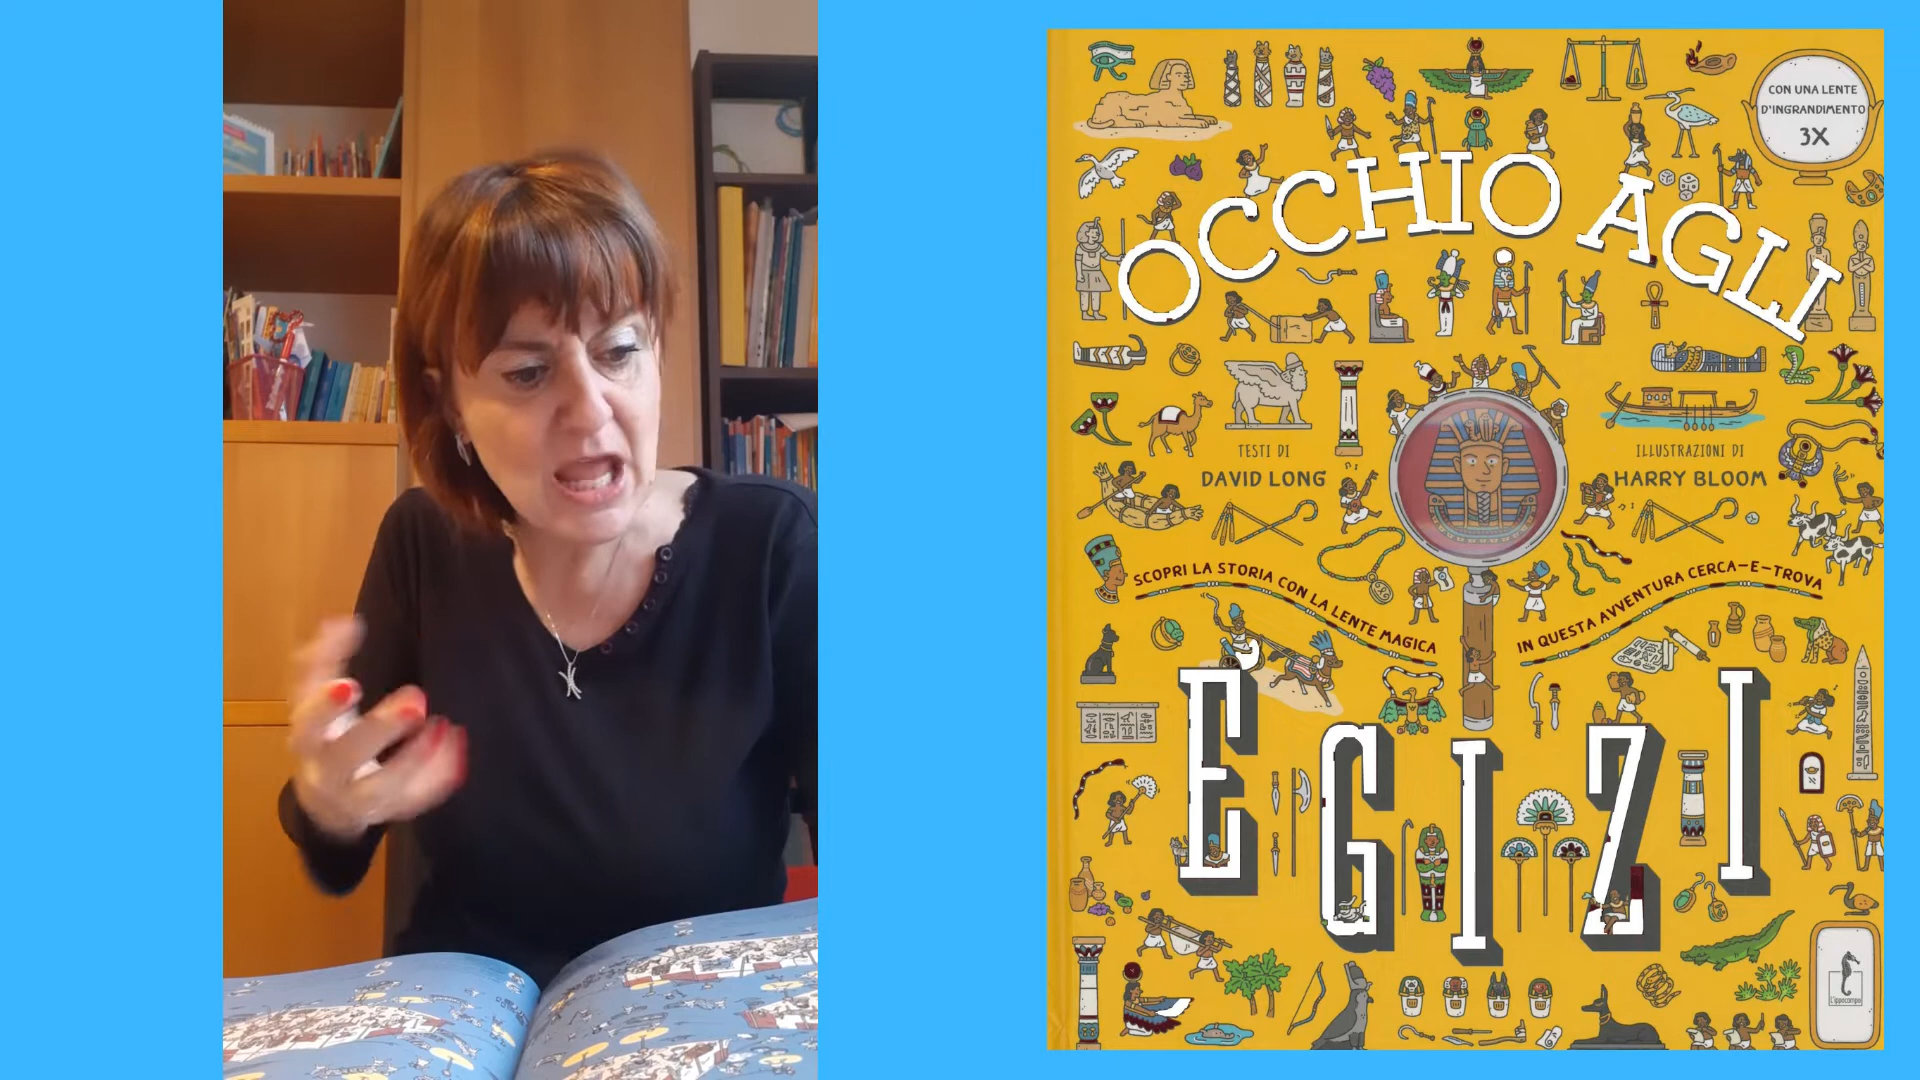 CON UNA LENTE
D'INGRANDIMENTO
3X
OCCHIO AGLI
TESTI DI
DAVID LONG
ILLUSTRAZIONI DI
HARRY BLOOM
SCOPRI LA STORIA CON LA LENTE MAGICA
IN QUESTA AVVENTURA CERCA-E-TROVA
EGIZI
L'ippocampo